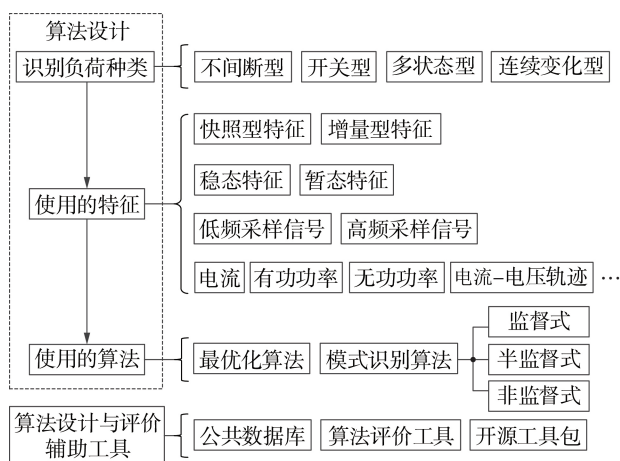 算法设计
识别负荷种类 不间断型 开关型 多状态型 连续变化型
快照型特征 增量型特征
稳态特征 暂态特征
使用的特征
低频采样信号 高频采样信号
电流 有功功率 无功功率 电流-电压轨迹 …
监督式
使用的算法 最优化算法 模式识别算法 半监督式
非监督式
算法设计与评价
辅助工具
公共数据库 算法评价工具 开源工具包